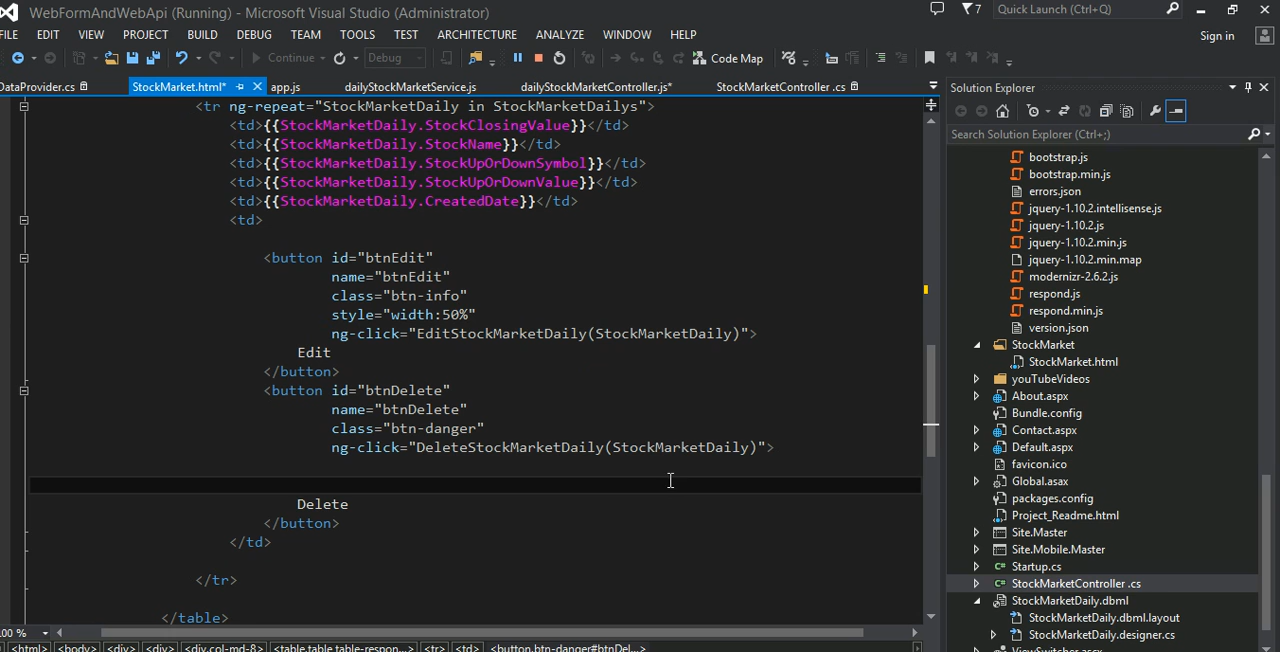 WebFormAndWebApi (Running) - Microsoft Visual Studio (Administrator)
7
Quick Launch (Ctrl+Q)
FILE EDIT VIEW PROJECT BUILD DEBUG TEAM TOOLS TEST ARCHITECTURE ANALYZE WINDOW HELP
Sign in
Continue Debug Code Map
DataProvider.cs StockMarket.html* app.js dailyStockMarketService.js dailyStockMarketController.js* StockMarketController .cs
<tr ng-repeat="StockMarketDaily in StockMarketDailys">
<td>{{StockMarketDaily.StockClosingValue}}</td>
<td>{{StockMarketDaily.StockName}}</td>
<td>{{StockMarketDaily.StockUpOrDownSymbol}}</td>
<td>{{StockMarketDaily.StockUpOrDownValue}}</td>
<td>{{StockMarketDaily.CreatedDate}}</td>
<td>
<button id="btnEdit"
name="btnEdit"
class="btn-info"
style="width:50%"
ng-click="EditStockMarketDaily(StockMarketDaily)">
Edit
</button>
<button id="btnDelete"
name="btnDelete"
class="btn-danger"
ng-click="DeleteStockMarketDaily(StockMarketDaily)">
Delete
</button>
</td>
</tr>
</table>
00 %
<html> <body> <div> <div> <div.col-md-8> <table.table table-respon...> <tr> <td> <button.btn-danger#btnDel...>
Solution Explorer
Search Solution Explorer (Ctrl+;)
bootstrap.js
bootstrap.min.js
errors.json
jquery-1.10.2.intellisense.js
jquery-1.10.2.js
jquery-1.10.2.min.js
jquery-1.10.2.min.map
modernizr-2.6.2.js
respond.js
respond.min.js
version.json
StockMarket
StockMarket.html
youTubeVideos
About.aspx
Bundle.config
Contact.aspx
Default.aspx
favicon.ico
Global.asax
packages.config
Project_Readme.html
Site.Master
Site.Mobile.Master
Startup.cs
StockMarketController .cs
StockMarketDaily.dbml
StockMarketDaily.dbml.layout
StockMarketDaily.designer.cs
ViewSwitcher.ascx